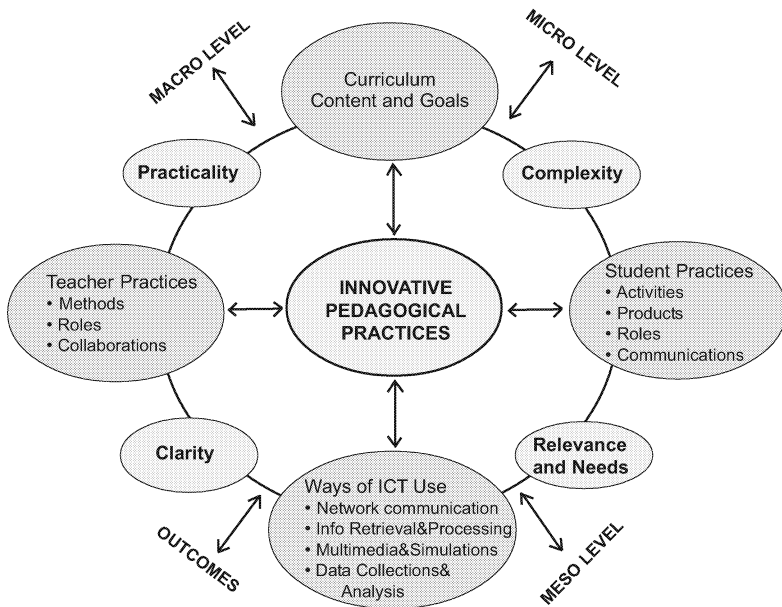 MACRO LEVEL
MICRO LEVEL
Curriculum
Content and Goals
Practicality
Complexity
Teacher Practices
• Methods
• Roles
• Collaborations
INNOVATIVE
PEDAGOGICAL
PRACTICES
Student Practices
• Activities
• Products
• Roles
• Communications
Clarity
Relevance
and Needs
Ways of ICT Use
• Network communication
• Info Retrieval&Processing
• Multimedia&Simulations
• Data Collections&
Analysis
OUTCOMES
MESO LEVEL